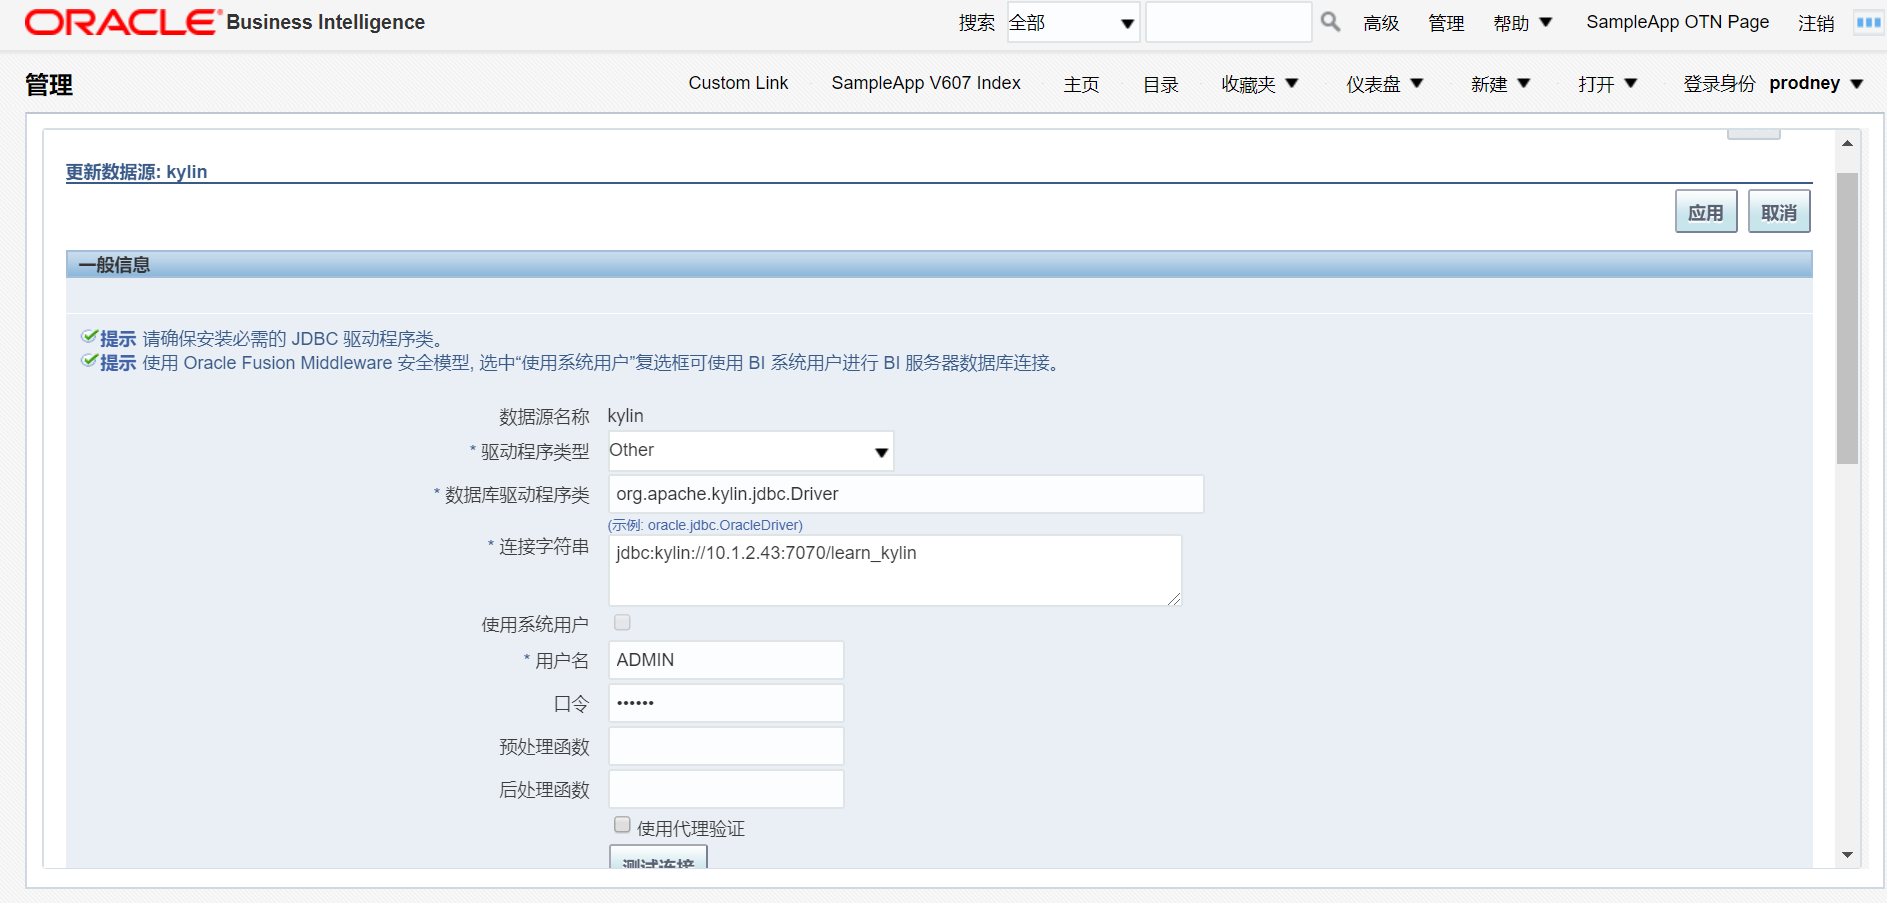 ORACLE® Business Intelligence
搜索 全部 高级 管理 帮助 SampleApp OTN Page 注销
管理 Custom Link SampleApp V607 Index 主页 目录 收藏夹 仪表盘 新建 打开 登录身份 prodney
更新数据源: kylin
应用 取消
一般信息
提示 请确保安装必需的 JDBC 驱动程序类。
提示 使用 Oracle Fusion Middleware 安全模型, 选中“使用系统用户”复选框可使用 BI 系统用户进行 BI 服务器数据库连接。
数据源名称 kylin
* 驱动程序类型 Other
* 数据库驱动程序类 org.apache.kylin.jdbc.Driver
(示例: oracle.jdbc.OracleDriver)
* 连接字符串 jdbc:kylin://10.1.2.43:7070/learn_kylin
使用系统用户
* 用户名 ADMIN
口令 ••••••
预处理函数
后处理函数
使用代理验证
测试连接